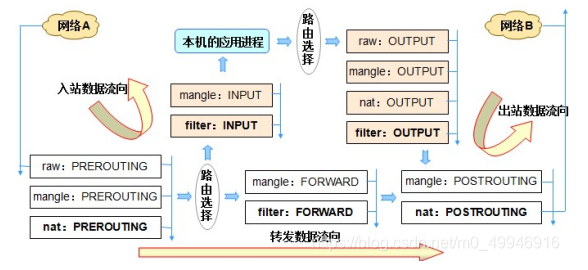 网络A
网络B
本机的应用进程
路由选择
raw：OUTPUT
mangle：OUTPUT
nat：OUTPUT
filter：OUTPUT
入站数据流向
mangle：INPUT
filter：INPUT
出站数据流向
raw：PREROUTING
mangle：PREROUTING
nat：PREROUTING
路由选择
mangle：FORWARD
filter：FORWARD
mangle：POSTROUTING
nat：POSTROUTING
转发数据流向
https://blog.csdn.net/m0_49946916